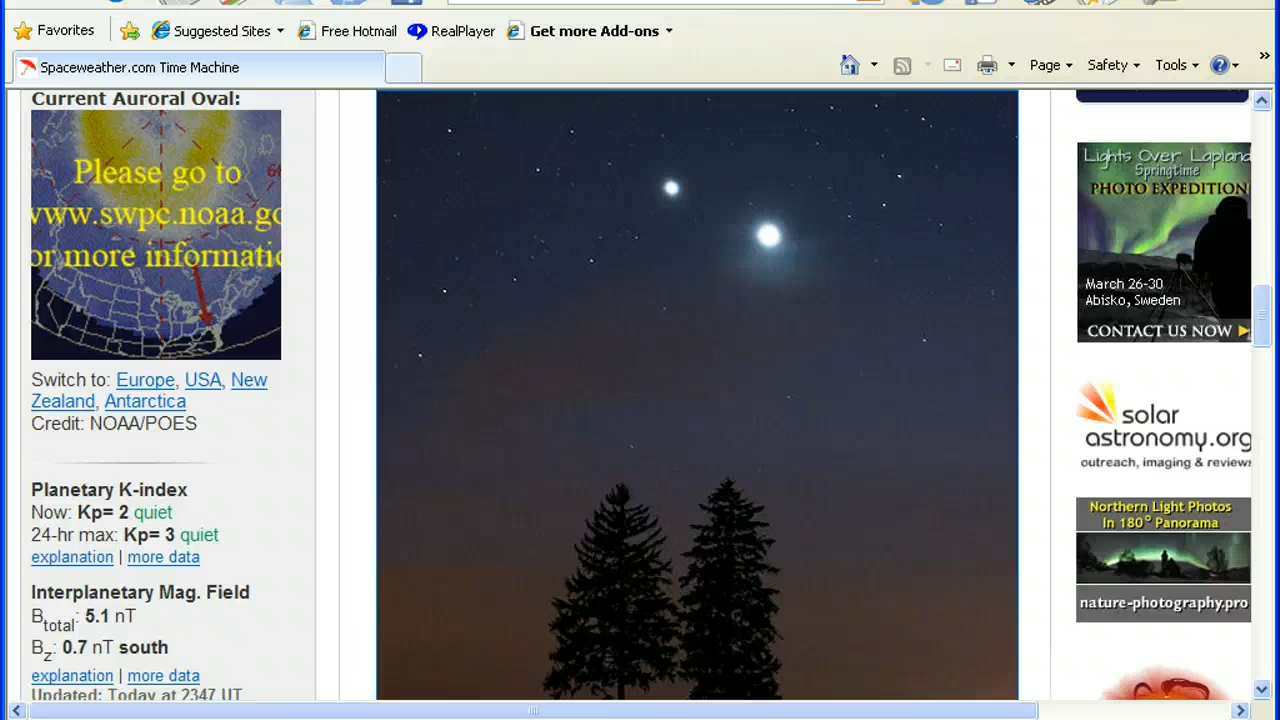 Favorites
Suggested Sites
Free Hotmail
RealPlayer
Get more Add-ons
Spaceweather.com Time Machine
Page
Safety
Tools
Current Auroral Oval:
Please go to
www.swpc.noaa.go
or more informatio
Switch to: Europe, USA, New
Zealand, Antarctica
Credit: NOAA/POES
Planetary K-index
Now: Kp= 2 quiet
24-hr max: Kp= 3 quiet
explanation | more data
Interplanetary Mag. Field
Btotal: 5.1 nT
Bz: 0.7 nT south
explanation | more data
Updated: Today at 2347 UT
Lights Over Lapland
Springtime
PHOTO EXPEDITION
March 26-30
Abisko, Sweden
CONTACT US NOW
solar
astronomy.org
outreach, imaging & reviews
Northern Light Photos
In 180° Panorama
nature-photography.pro